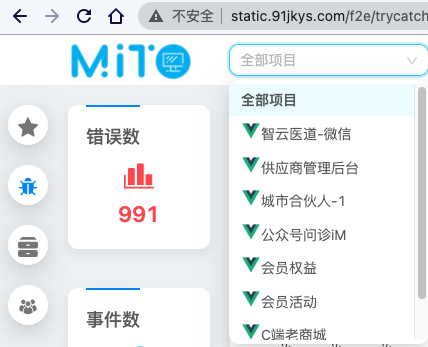 不安全 | static.91jkys.com/f2e/trycatch
MiTO
全部项目
全部项目
智云医道-微信
供应商管理后台
城市合伙人-1
公众号问诊iM
会员权益
会员活动
C端老商城
错误数
991
事件数